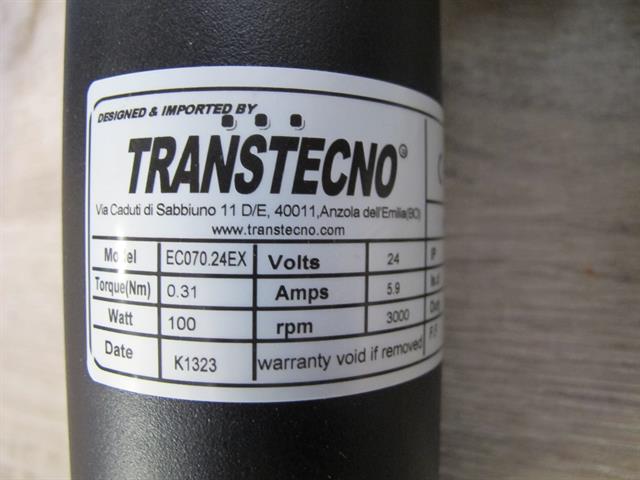 DESIGNED & IMPORTED BY
TRANSTECNO®
Via Caduti di Sabbiuno 11 D/E, 40011,Anzola dell'Emilia(BO)
www.transtecno.com
Model EC070.24EX Volts 24 IP
Torque(Nm) 0.31 Amps 5.9
Watt 100 rpm 3000
Date K1323 warranty void if removed